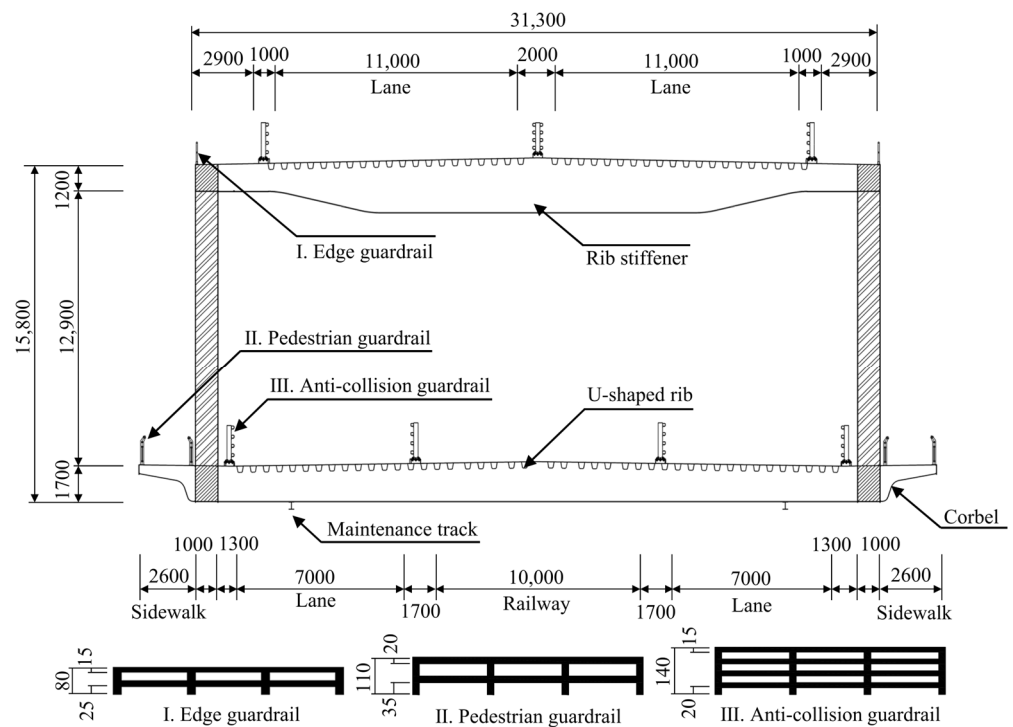 31,300
2900 1000 11,000 2000 11,000 1000 2900
Lane Lane
1200
12,900
15,800
1700
I. Edge guardrail
Rib stiffener
II. Pedestrian guardrail
III. Anti-collision guardrail
U-shaped rib
Corbel
Maintenance track
1000 1300 1300 1000
2600 7000 10,000 7000 2600
Sidewalk Lane 1700 Railway 1700 Lane Sidewalk
15
80
25
I. Edge guardrail
20
110
35
II. Pedestrian guardrail
15
140
20
III. Anti-collision guardrail